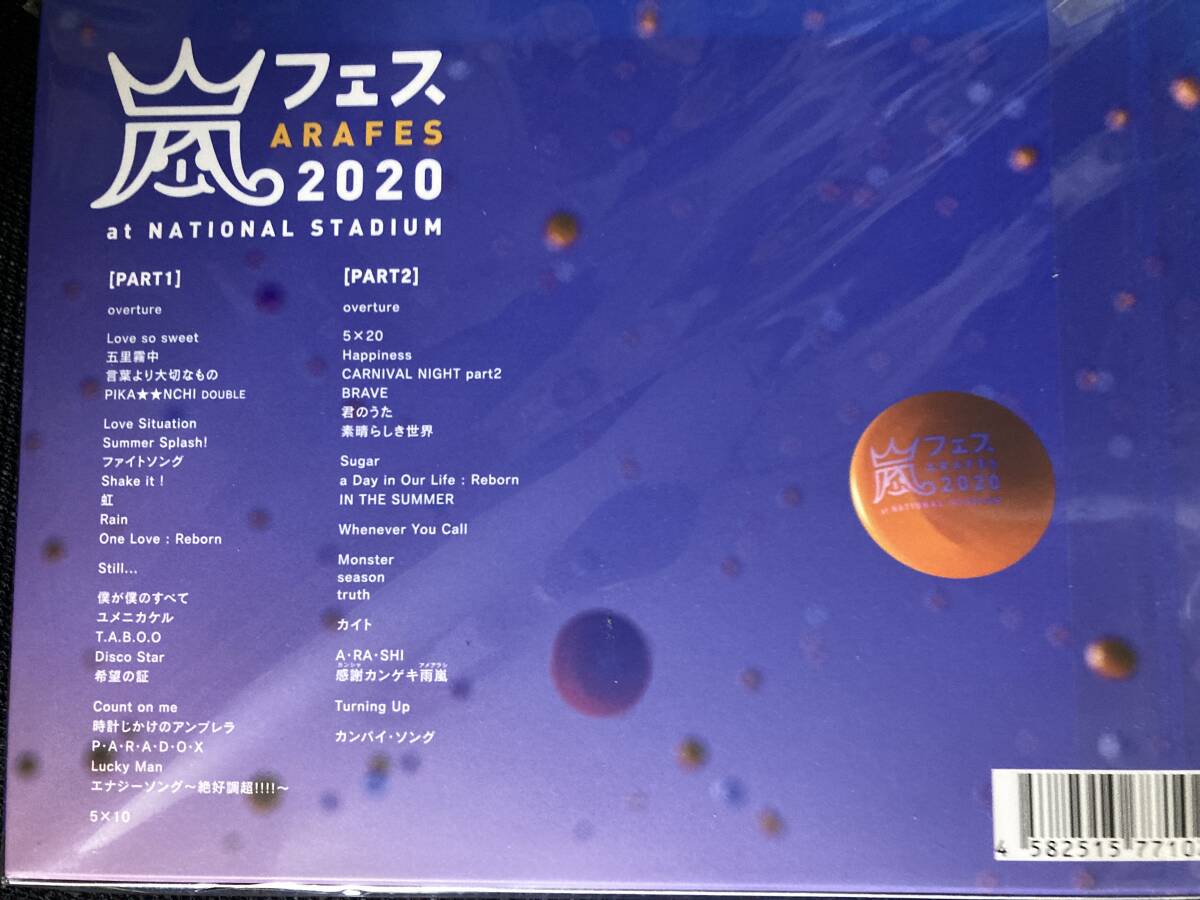 嵐フェス
ARAFES
2020
at NATIONAL STADIUM
[PART1]
overture
Love so sweet
五里霧中
言葉より大切なもの
PIKA★★NCHI DOUBLE
Love Situation
Summer Splash!
ファイトソング
Shake it !
虹
Rain
One Love : Reborn
Still...
僕が僕のすべて
ユメニカケル
T.A.B.O.O
Disco Star
希望の証
Count on me
時計じかけのアンブレラ
P・A・R・A・D・O・X
Lucky Man
エナジーソング〜絶好調超!!!!〜
5×10
[PART2]
overture
5×20
Happiness
CARNIVAL NIGHT part2
BRAVE
君のうた
素晴らしき世界
Sugar
a Day in Our Life : Reborn
IN THE SUMMER
Whenever You Call
Monster
season
truth
カイト
A・RA・SHI
カンシャ アメアラシ
感謝カンゲキ雨嵐
Turning Up
カンパイ・ソング
嵐フェス
ARAFES
2020
at NATIONAL STADIUM
4 582515 7710